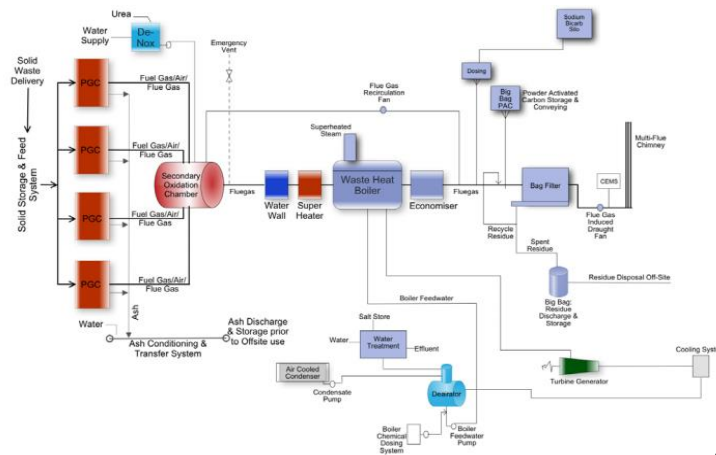 Urea
Water
Supply
De-
Nox
Solid
Waste
Delivery
Solid Storage & Feed
System
PGC
Fuel Gas/Air/
Flue Gas
PGC
Fuel Gas/Air/
Flue Gas
PGC
Fuel Gas/Air/
Flue Gas
PGC
Fuel Gas/Air/
Flue Gas
Ash
Water
Ash Conditioning &
Transfer System
Ash Discharge
& Storage prior
to Offsite use
Secondary
Oxidation
Chamber
Emergency
Vent
Fluegas
Flue Gas
Recirculation
Fan
Superheated
Steam
Water
Wall
Super
Heater
Waste Heat
Boiler
Economiser
Fluegas
Sodium
Bicarb
Silo
Dosing
Big
Bag
PAC
Powder Activated
Carbon Storage &
Conveying
Multi-Flue
Chimney
Bag Filter
CEMS
Flue Gas
Induced
Draught
Fan
Recycle
Residue
Spent
Residue
Residue Disposal Off-Site
Big Bag:
Residue
Discharge &
Storage
Boiler Feedwater
Salt Store
Water
Water
Treatment
Effluent
Air Cooled
Condenser
Condensate
Pump
Deairator
Boiler
Chemical
Dosing
System
Boiler
Feedwater
Pump
Turbine Generator
Cooling Syst